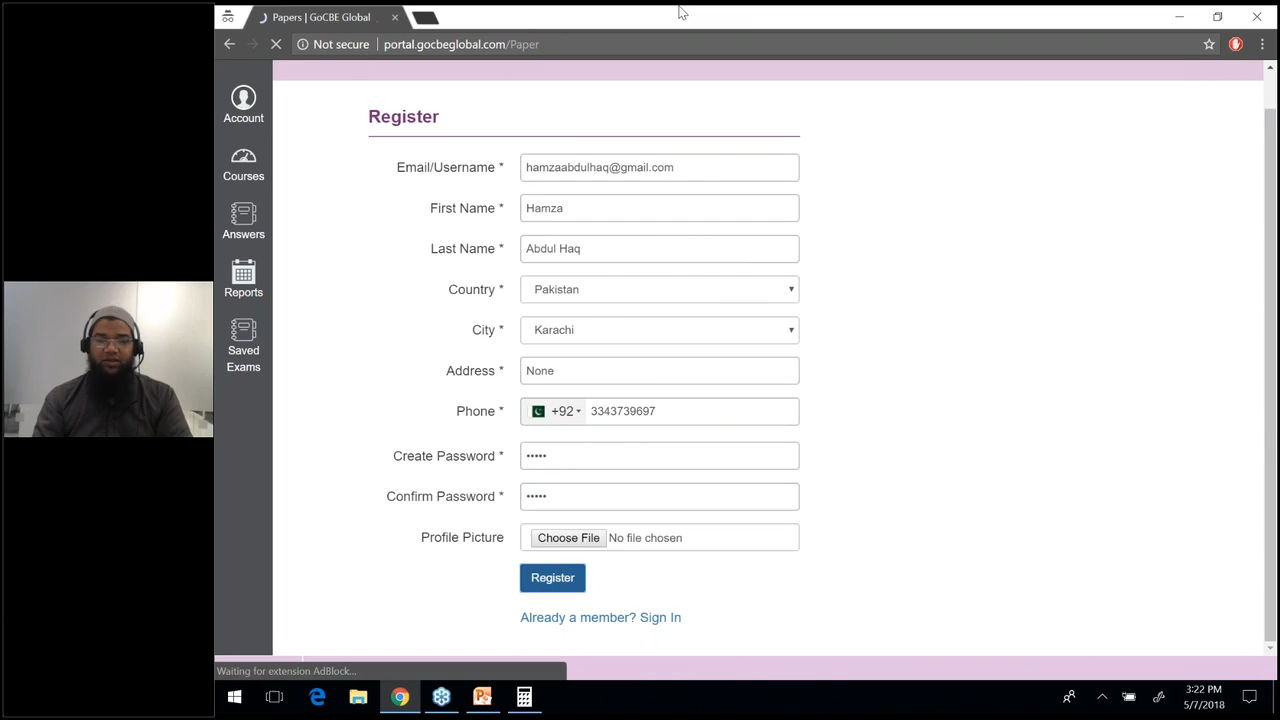 Papers | GoCBE Global
Not secure
portal.gocbeglobal.com/Paper
Account
Courses
Answers
Reports
Saved
Exams
Register
Email/Username *
hamzaabdulhaq@gmail.com
First Name *
Hamza
Last Name *
Abdul Haq
Country *
Pakistan
City *
Karachi
Address *
None
Phone *
+92
3343739697
Create Password *
•••••
Confirm Password *
•••••
Profile Picture
Choose File No file chosen
Register
Already a member? Sign In
Waiting for extension AdBlock...
3:22 PM
5/7/2018